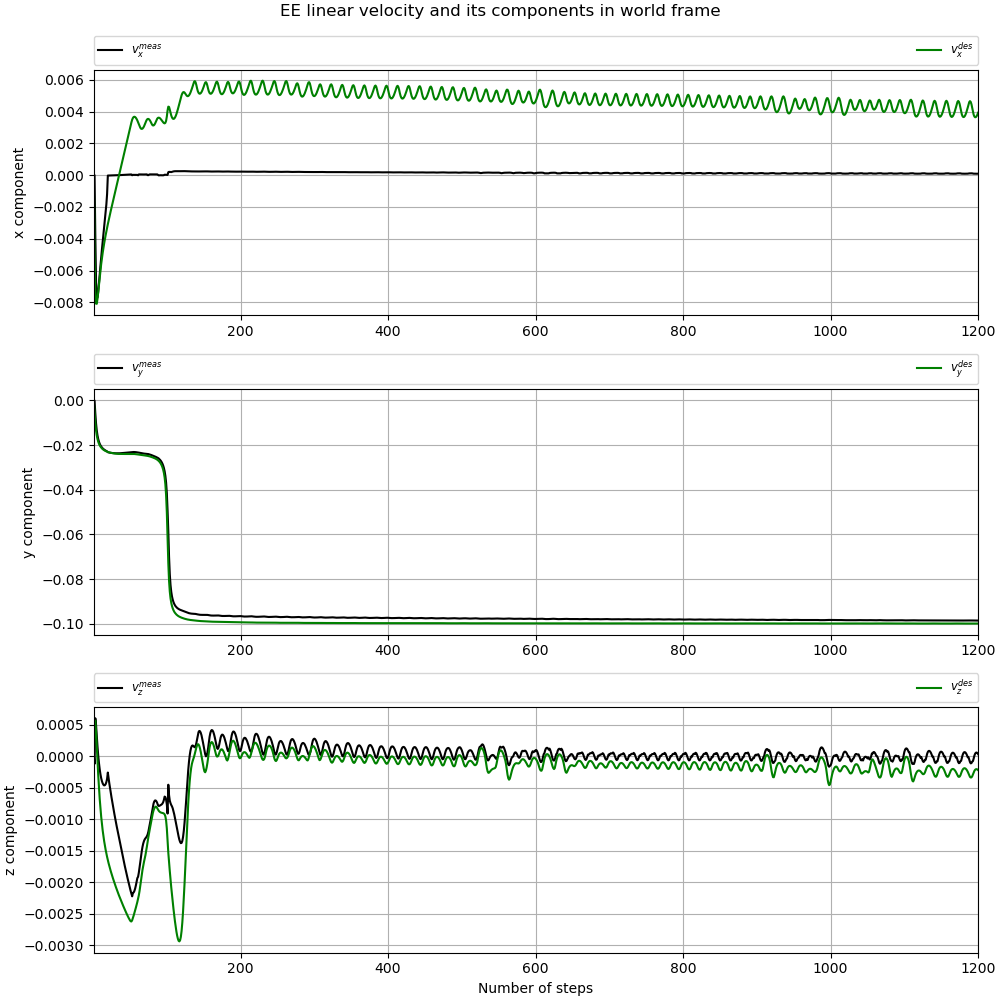 EE linear velocity and its components in world frame
v_x^{meas} v_x^{des}
0.006
0.004
0.002
0.000
−0.002
−0.004
−0.006
−0.008
x component
200 400 600 800 1000 1200
v_y^{meas} v_y^{des}
0.00
−0.02
−0.04
−0.06
−0.08
−0.10
y component
200 400 600 800 1000 1200
v_z^{meas} v_z^{des}
0.0005
0.0000
−0.0005
−0.0010
−0.0015
−0.0020
−0.0025
−0.0030
z component
200 400 600 800 1000 1200
Number of steps